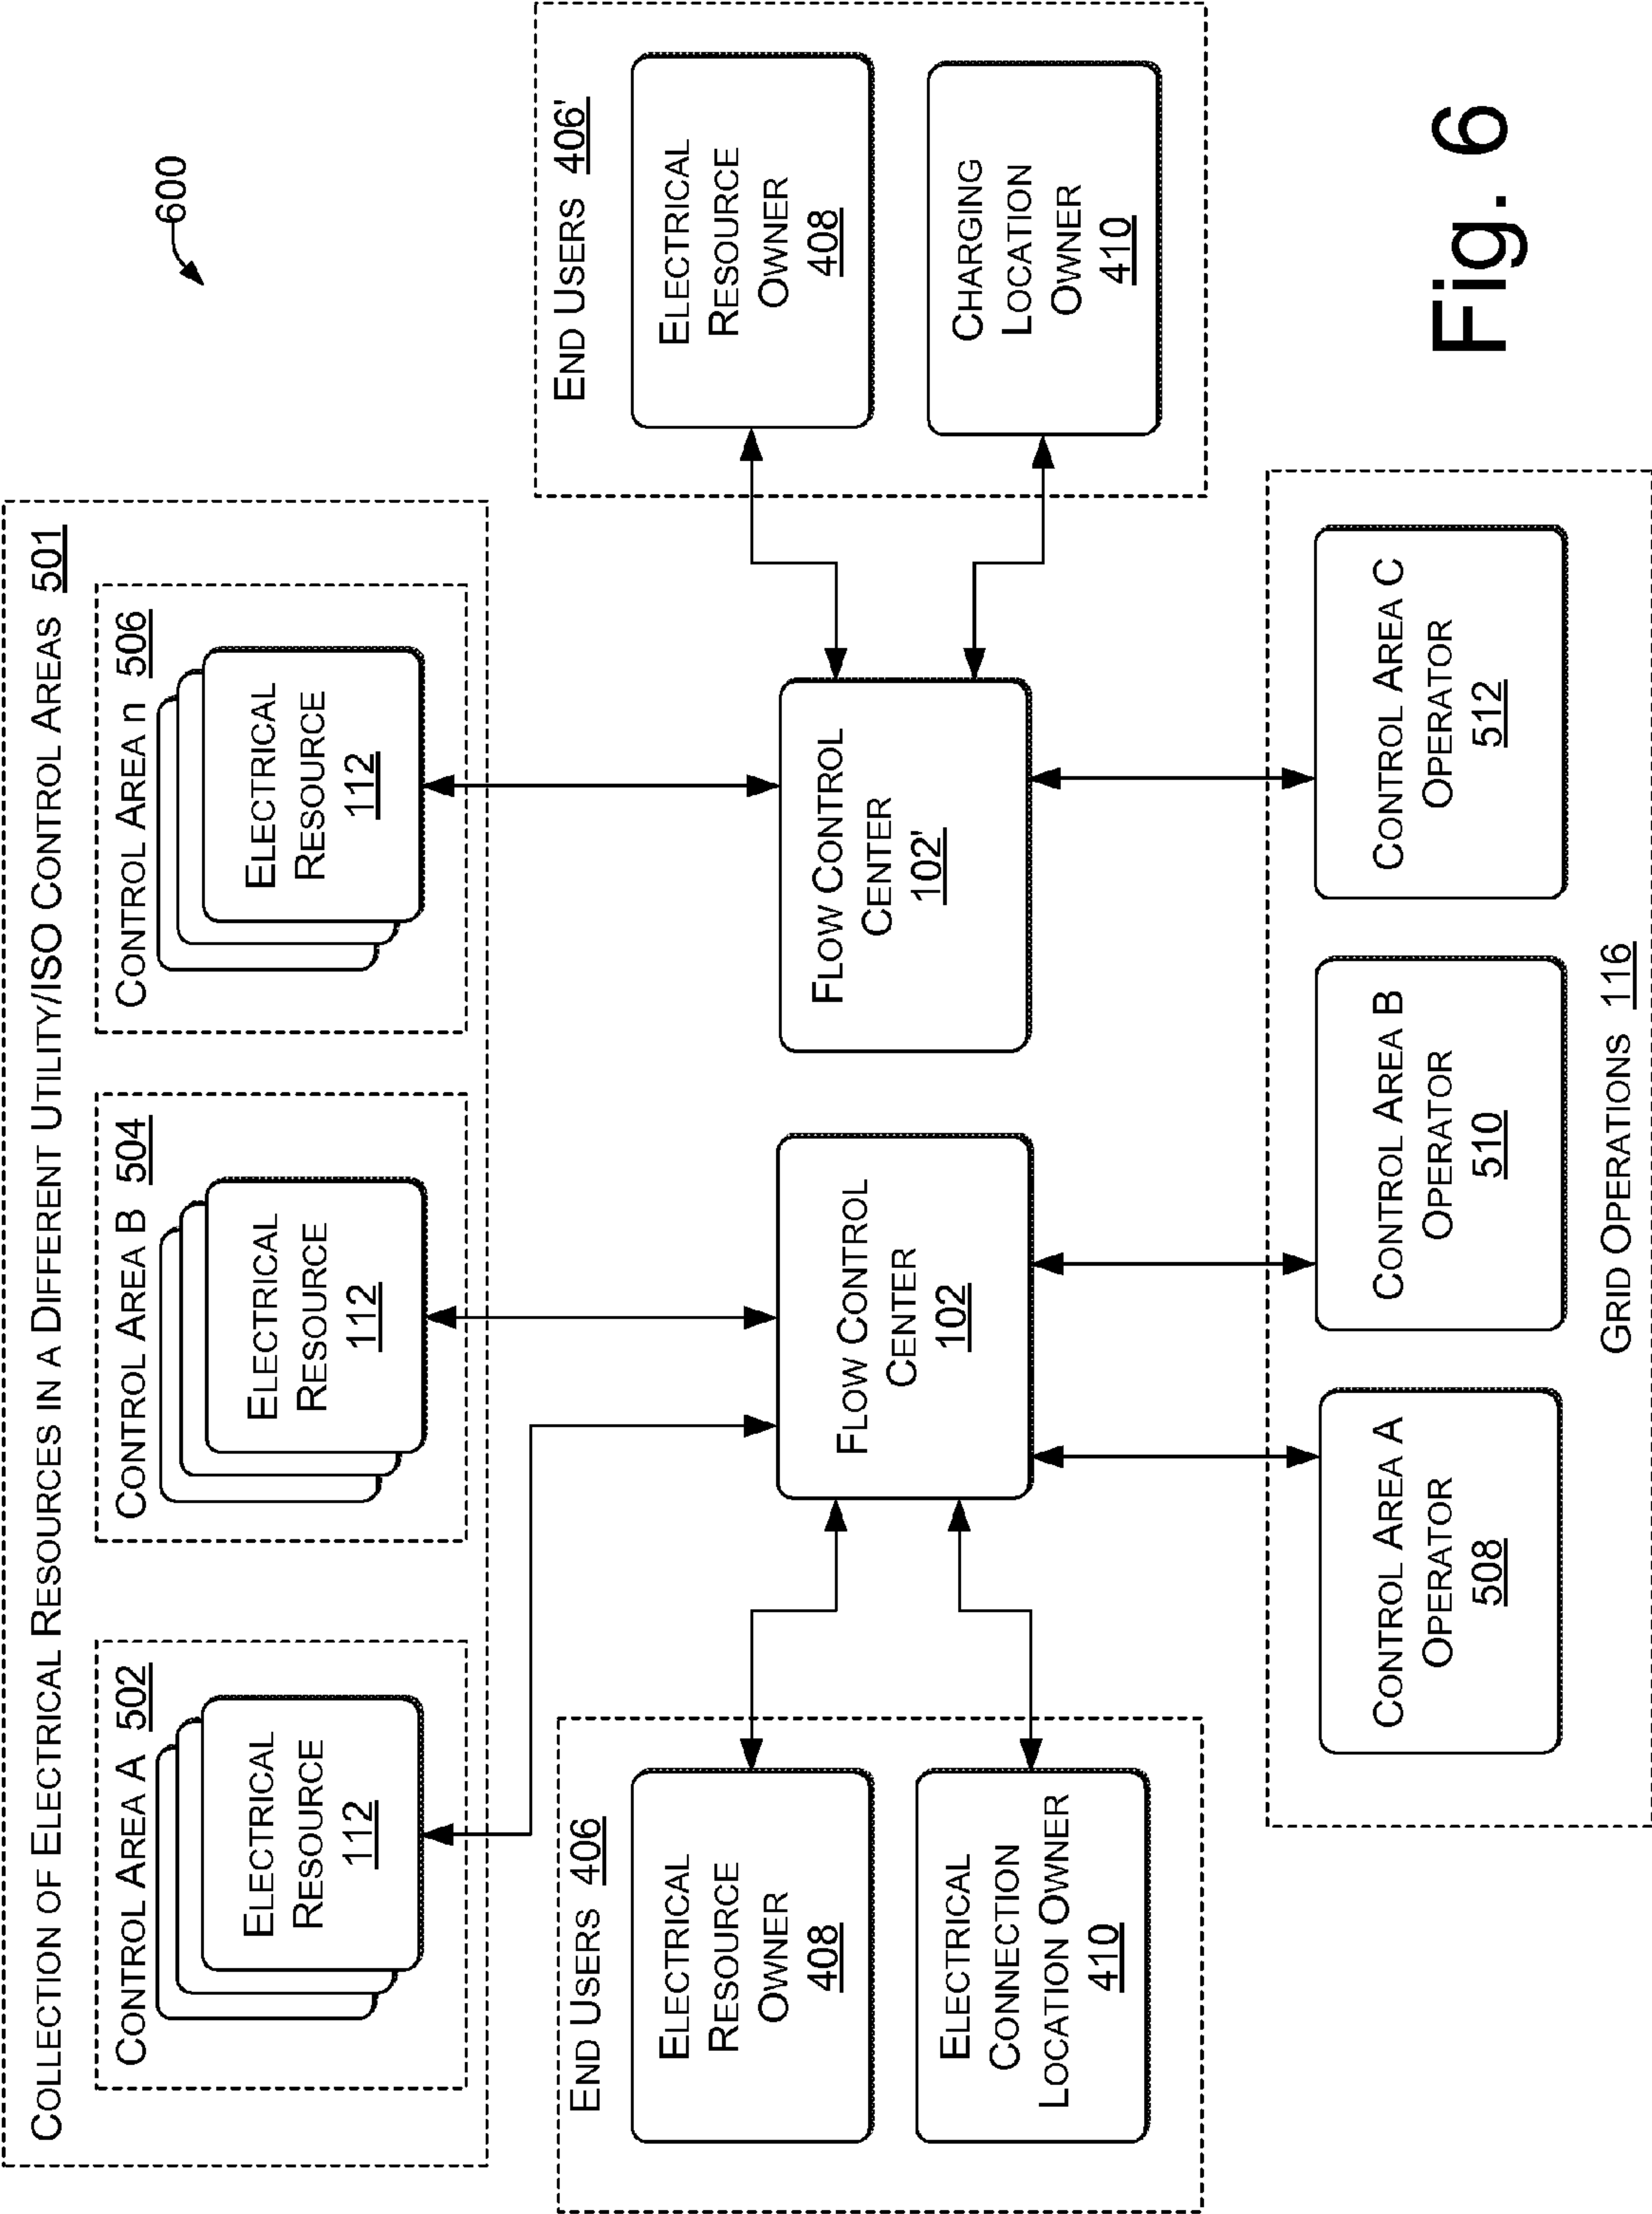 600
COLLECTION OF ELECTRICAL RESOURCES IN A DIFFERENT UTILITY/ISO CONTROL AREAS 501
CONTROL AREA A 502
ELECTRICAL
RESOURCE
112
CONTROL AREA B 504
ELECTRICAL
RESOURCE
112
CONTROL AREA n 506
ELECTRICAL
RESOURCE
112
END USERS 406
ELECTRICAL
RESOURCE
OWNER
408
ELECTRICAL
CONNECTION
LOCATION OWNER
410
FLOW CONTROL
CENTER
102
FLOW CONTROL
CENTER
102'
END USERS 406'
ELECTRICAL
RESOURCE
OWNER
408
CHARGING
LOCATION
OWNER
410
CONTROL AREA A
OPERATOR
508
CONTROL AREA B
OPERATOR
510
CONTROL AREA C
OPERATOR
512
GRID OPERATIONS 116
Fig. 6